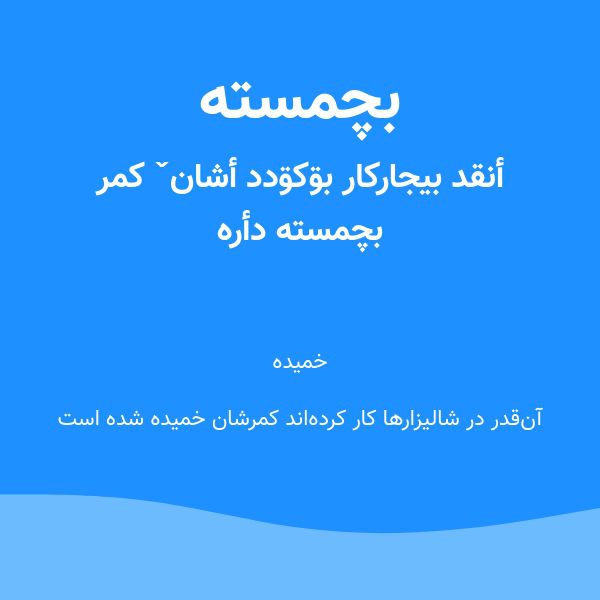 بچمسته
أنقد بيجارکار بۊکۊدد أشانˇ کمر
بچمسته دأره
خمیده
آن‌قدر در شالیزارها کار کرده‌اند کمرشان خمیده شده است